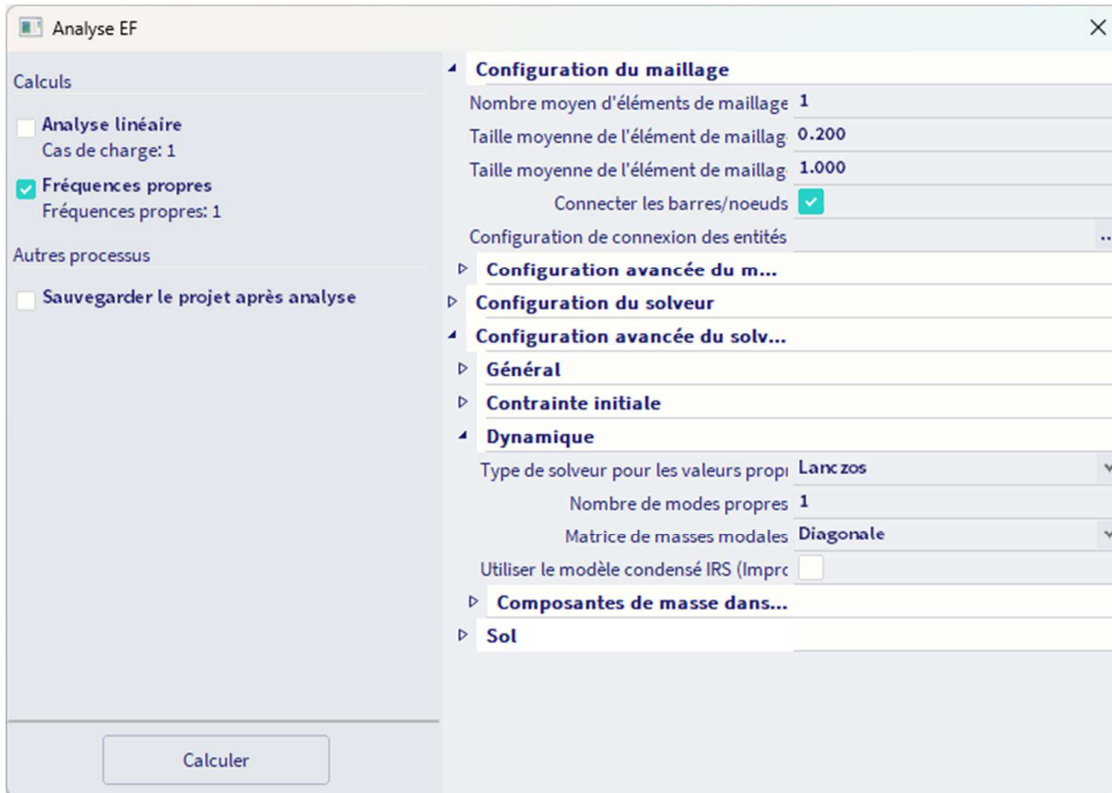 Analyse EF
Calculs
Analyse linéaire
Cas de charge: 1
Fréquences propres
Fréquences propres: 1
Autres processus
Sauvegarder le projet après analyse
Calculer
Configuration du maillage
Nombre moyen d'éléments de maillage 1
Taille moyenne de l'élément de maillag 0.200
Taille moyenne de l'élément de maillag 1.000
Connecter les barres/noeuds
Configuration de connexion des entités ..
Configuration avancée du m...
Configuration du solveur
Configuration avancée du solv...
Général
Contrainte initiale
Dynamique
Type de solveur pour les valeurs propr Lanczos
Nombre de modes propres 1
Matrice de masses modales Diagonale
Utiliser le modèle condensé IRS (Impro
Composantes de masse dans...
Sol